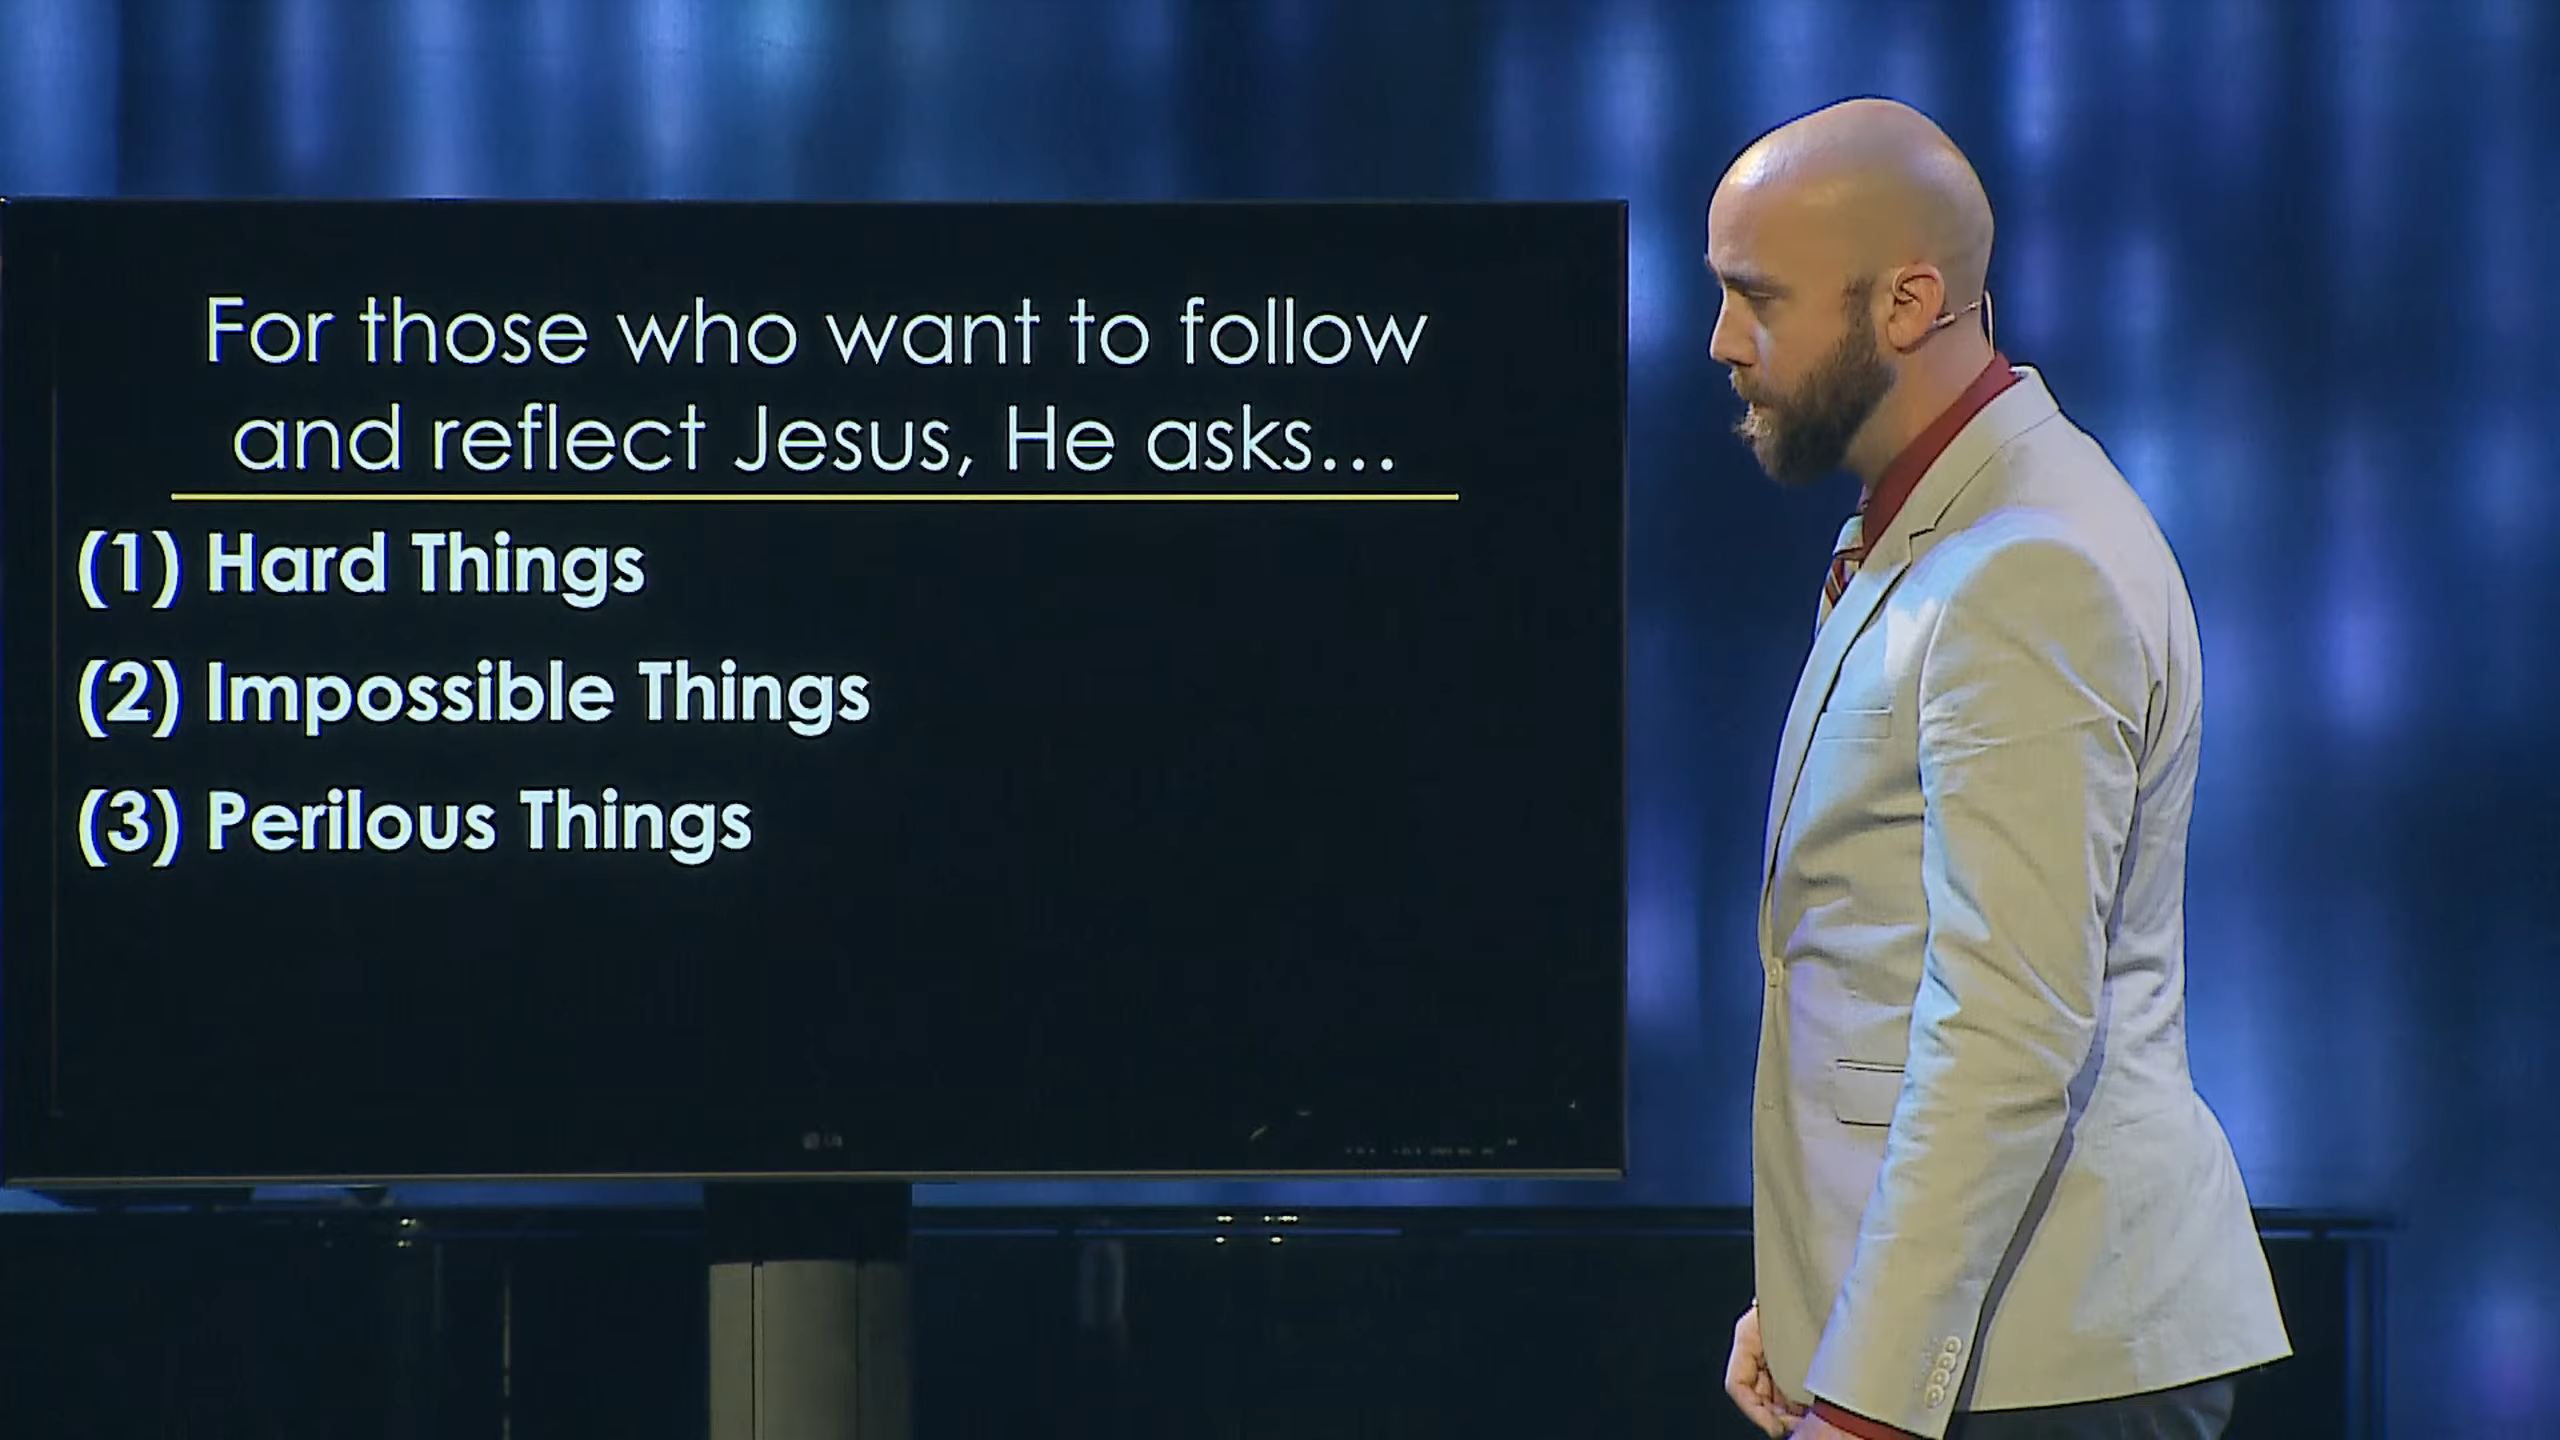 For those who want to follow
and reflect Jesus, He asks...
(1) Hard Things
(2) Impossible Things
(3) Perilous Things
LG